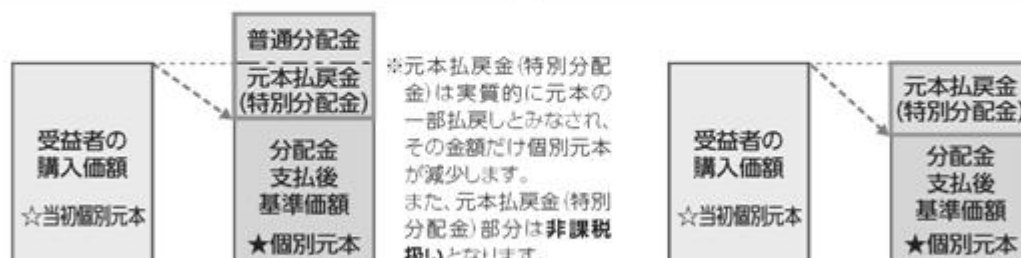 普通分配金
元本払戻金
(特別分配金)
受益者の
購入価額
☆当初個別元本
分配金
支払後
基準価額
★個別元本
※元本払戻金(特別分配
金)は実質的に元本の
一部払戻しとみなされ、
その金額だけ個別元本
が減少します。
また、元本払戻金(特別
分配金)部分は非課税
扱いとなります。
受益者の
購入価額
☆当初個別元本
元本払戻金
(特別分配金)
分配金
支払後
基準価額
★個別元本